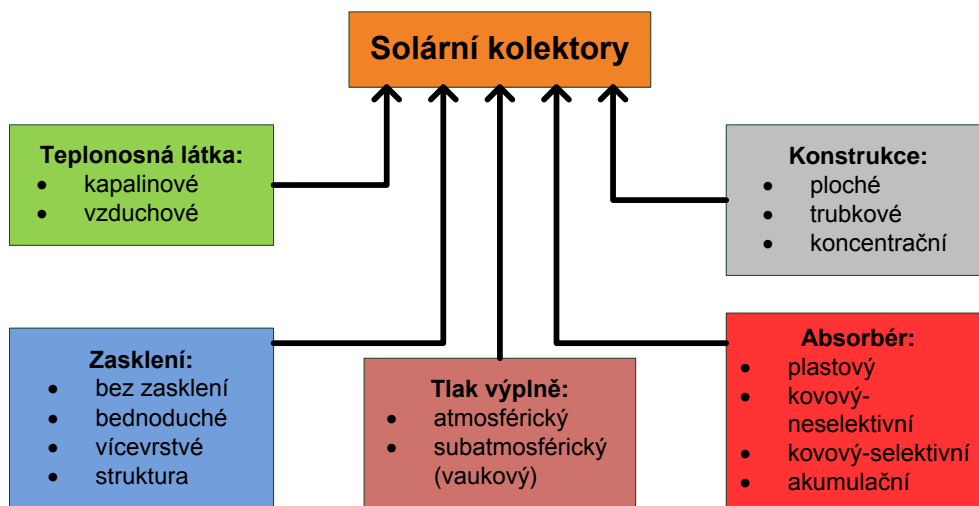 Solární kolektory
Teplonosná látka:
• kapalinové
• vzduchové
Konstrukce:
• ploché
• trubkové
• koncentrační
Zasklení:
• bez zasklení
• bednoduché
• vícevrstvé
• struktura
Tlak výplně:
• atmosférický
• subatmosférický
(vaukový)
Absorbér:
• plastový
• kovový-
neselektivní
• kovový-selektivní
• akumulační